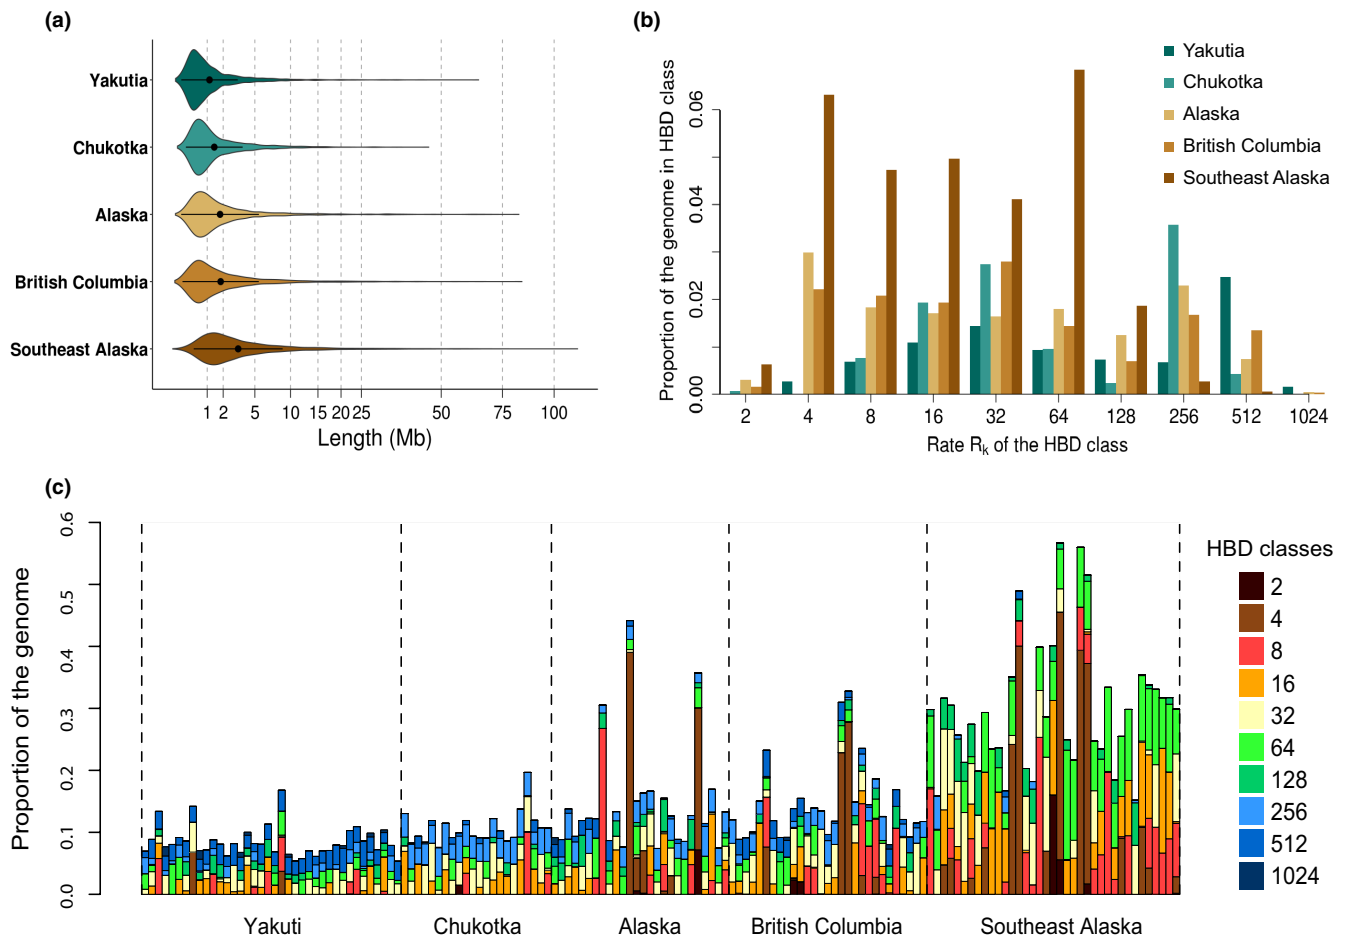 (a)
Yakutia
Chukotka
Alaska
British Columbia
Southeast Alaska
1 2 5 10 15 20 25 50 75 100
Length (Mb)
(b)
Proportion of the genome in HBD class
0.00 0.02 0.04 0.06
2 4 8 16 32 64 128 256 512 1024
Rate Rk of the HBD class
Yakutia
Chukotka
Alaska
British Columbia
Southeast Alaska
(c)
Proportion of the genome
0.0 0.1 0.2 0.3 0.4 0.5 0.6
Yakuti Chukotka Alaska British Columbia Southeast Alaska
HBD classes
2
4
8
16
32
64
128
256
512
1024